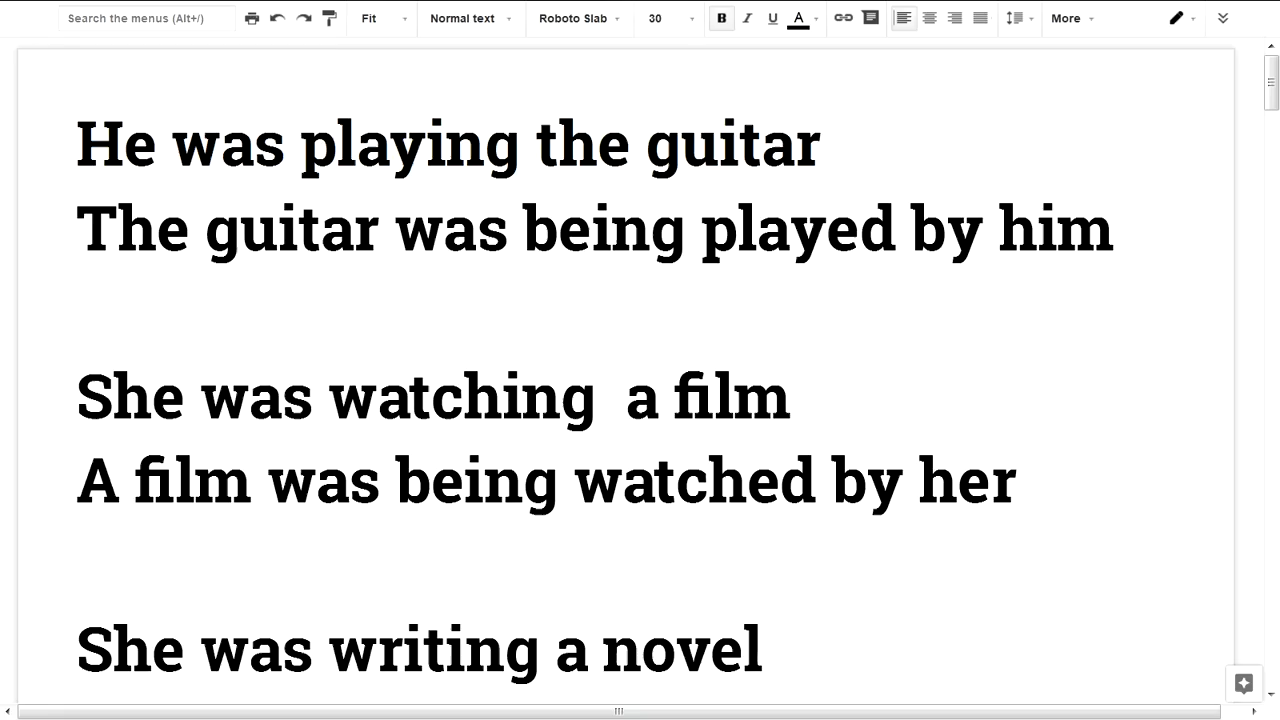 Search the menus (Alt+/) Fit Normal text Roboto Slab 30 B I U A More
He was playing the guitar
The guitar was being played by him
She was watching  a film
A film was being watched by her
She was writing a novel